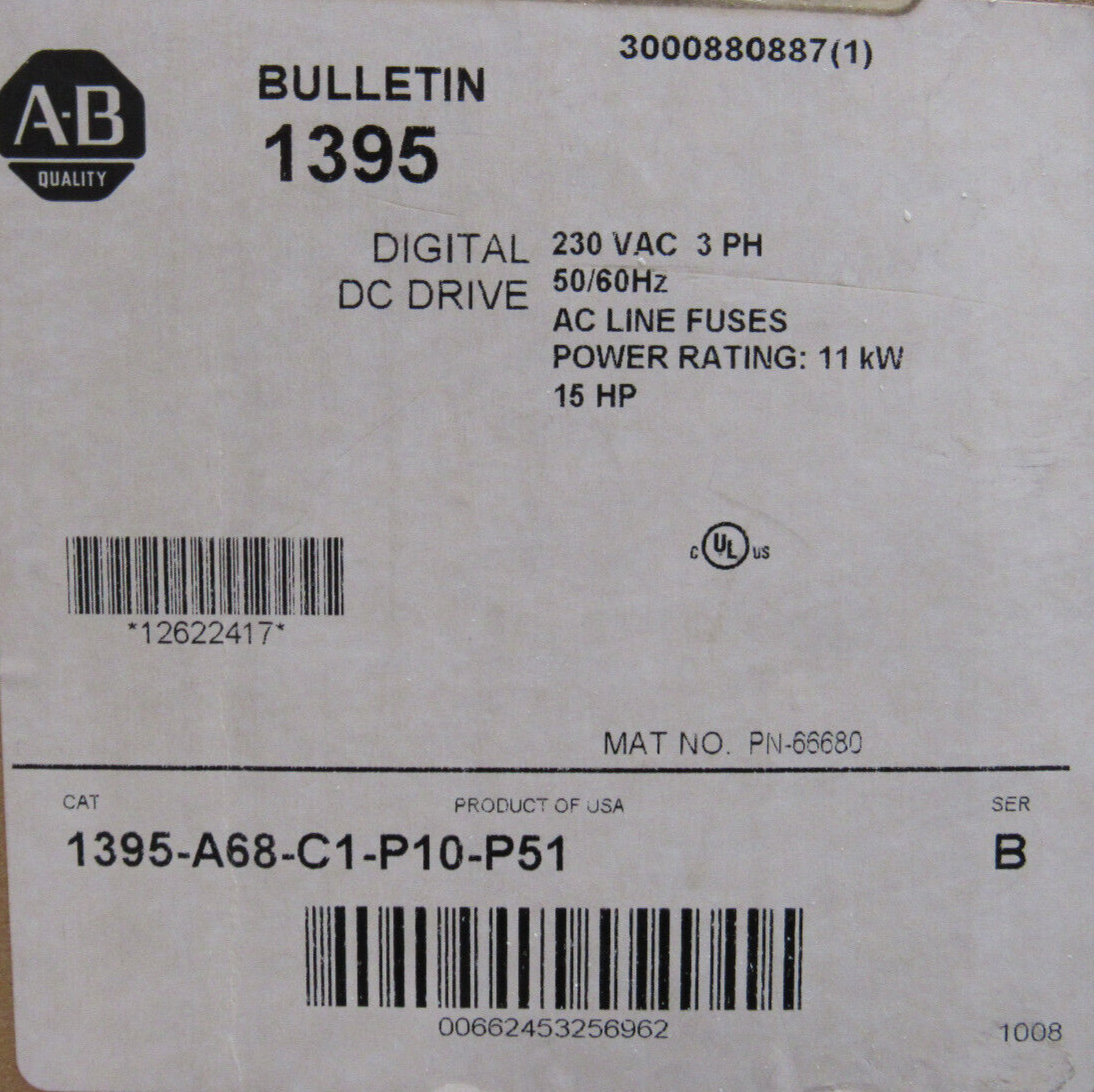 3000880887(1)
A-B
QUALITY
BULLETIN
1395
DIGITAL
DC DRIVE
230 VAC 3 PH
50/60Hz
AC LINE FUSES
POWER RATING: 11 kW
15 HP
C UL US
*12622417*
MAT NO. PN-66680
CAT PRODUCT OF USA SER
1395-A68-C1-P10-P51 B
00662453256962
1008